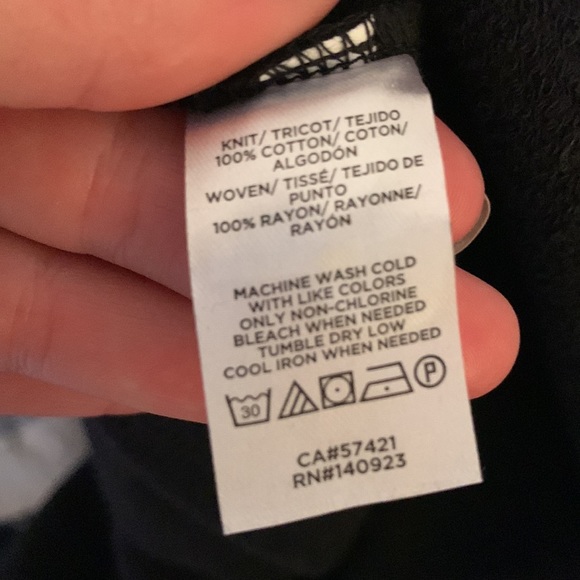 KNIT/ TRICOT/ TEJIDO
100% COTTON/ COTON/
ALGODÓN
WOVEN/ TISSÉ/ TEJIDO DE
PUNTO
100% RAYON/ RAYONNE/
RAYÓN
MACHINE WASH COLD
WITH LIKE COLORS
ONLY NON-CHLORINE
BLEACH WHEN NEEDED
TUMBLE DRY LOW
COOL IRON WHEN NEEDED
30 P
CA#57421
RN#140923